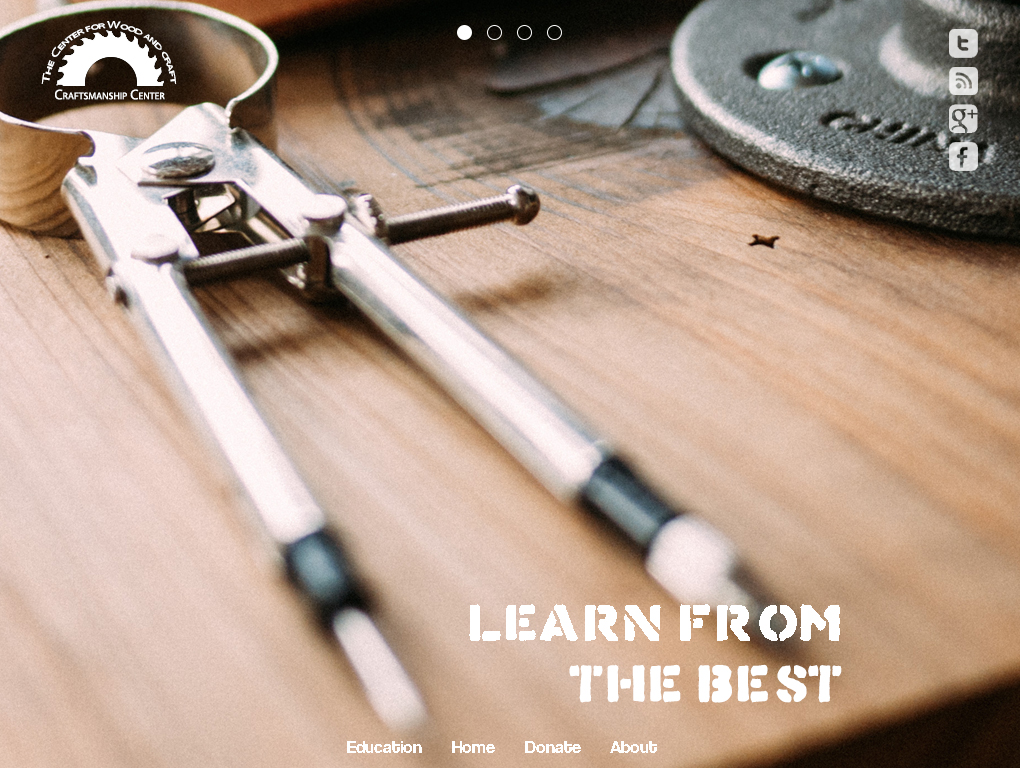 The Center for Wood and craft
Craftsmanship Center
LEARN FROM
THE BEST
Education Home Donate About